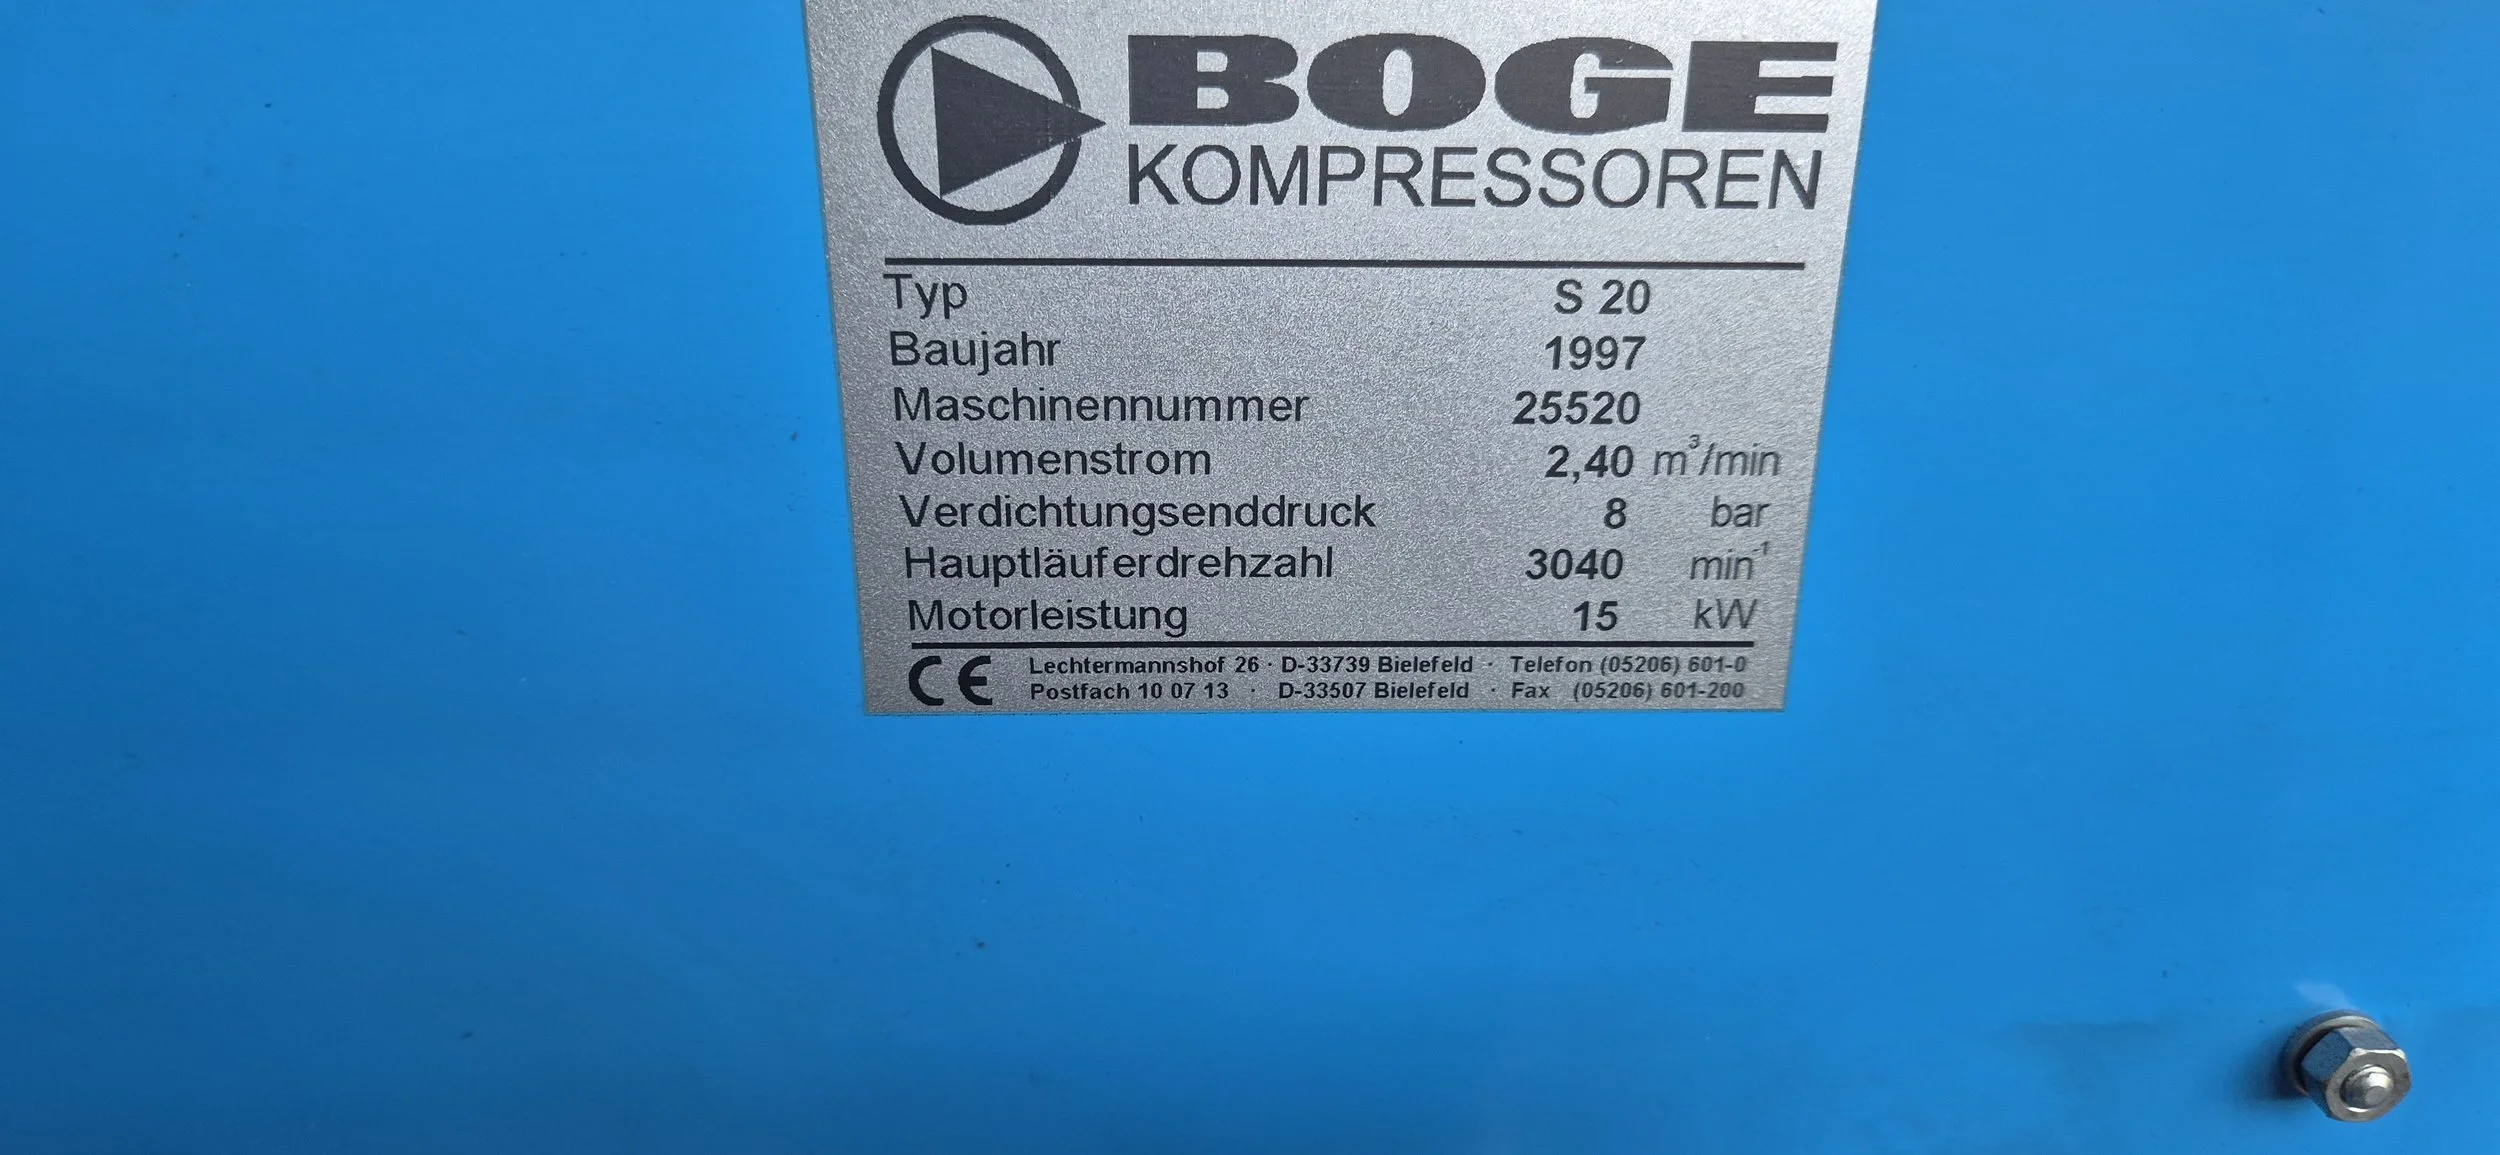 BOGE
KOMPRESSOREN
Typ S 20
Baujahr 1997
Maschinennummer 25520
Volumenstrom 2,40 m³/min
Verdichtungsenddruck 8 bar
Hauptläuferdrehzahl 3040 min⁻¹
Motorleistung 15 kW
CE Lechtermannshof 26 · D-33739 Bielefeld · Telefon (05206) 601-0
Postfach 10 07 13 · D-33507 Bielefeld · Fax (05206) 601-200